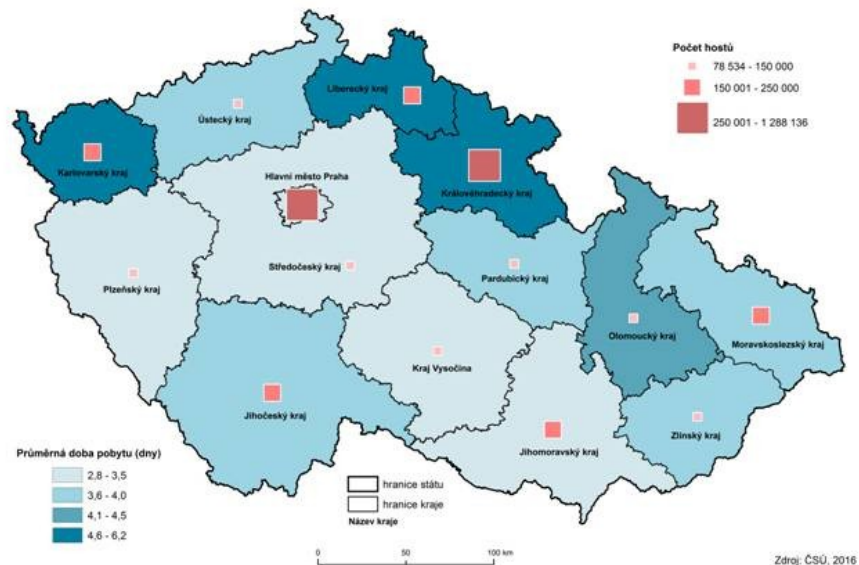 Počet hostů
78 534 - 150 000
150 001 - 250 000
250 001 - 1 288 136
Liberecký kraj
Ústecký kraj
Karlovarský kraj
Hlavní město Praha
Královéhradecký kraj
Středočeský kraj
Pardubický kraj
Plzeňský kraj
Olomoucký kraj
Moravskoslezský kraj
Kraj Vysočina
Jihočeský kraj
Jihomoravský kraj
Zlínský kraj
Průměrná doba pobytu (dny)
2,8 - 3,5
3,6 - 4,0
4,1 - 4,5
4,6 - 6,2
hranice státu
hranice kraje
Název kraje
0 50 100 km
Zdroj: ČSÚ, 2016